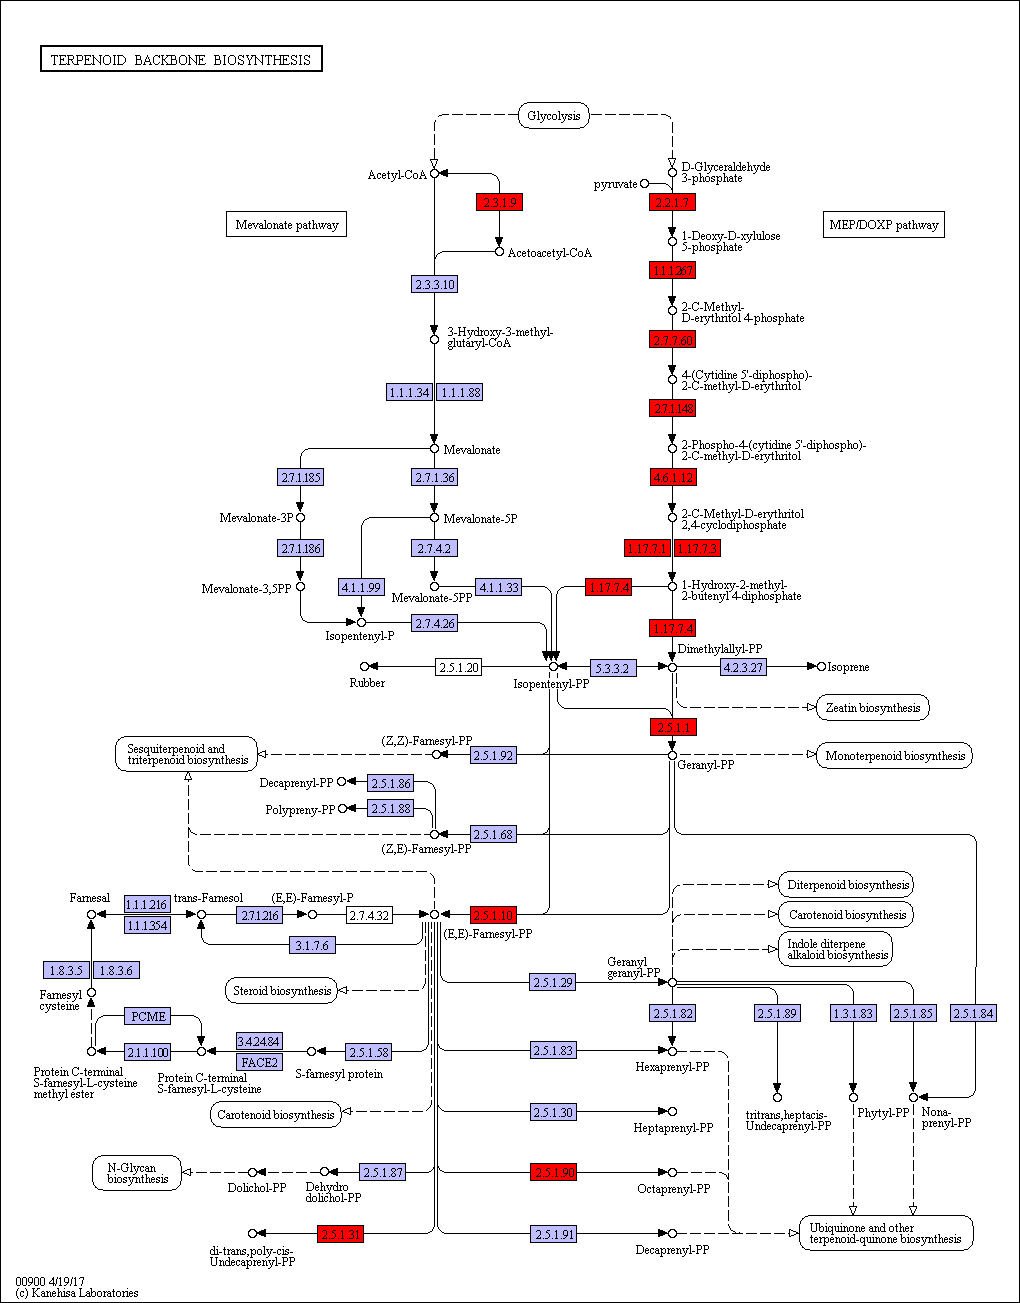 TERPENOID BACKBONE BIOSYNTHESIS
Glycolysis
Acetyl-CoA
D-Glyceraldehyde
3-phosphate
pyruvate
2.3.1.9
2.2.1.7
Mevalonate pathway
MEP/DOXP pathway
1-Deoxy-D-xylulose
5-phosphate
Acetoacetyl-CoA
1.1.1.267
2.3.3.10
2-C-Methyl-
D-erythritol 4-phosphate
3-Hydroxy-3-methyl-
glutaryl-CoA
2.7.7.60
4-(Cytidine 5'-diphospho)-
2-C-methyl-D-erythritol
1.1.1.34
1.1.1.88
2.7.1.148
Mevalonate
2-Phospho-4-(cytidine 5'-diphospho)-
2-C-methyl-D-erythritol
2.7.1.185
2.7.1.36
4.6.1.12
Mevalonate-3P
Mevalonate-5P
2-C-Methyl-D-erythritol
2,4-cyclodiphosphate
2.7.1.186
2.7.4.2
1.17.7.1
1.17.7.3
Mevalonate-3,5PP
4.1.1.99
Mevalonate-5PP
4.1.1.33
1.17.7.4
1-Hydroxy-2-methyl-
2-butenyl 4-diphosphate
Isopentenyl-P
2.7.4.26
1.17.7.4
Dimethylallyl-PP
Rubber
2.5.1.20
Isopentenyl-PP
5.3.3.2
4.2.3.27
Isoprene
Zeatin biosynthesis
2.5.1.1
Sesquiterpenoid and
triterpenoid biosynthesis
(Z,Z)-Farnesyl-PP
2.5.1.92
Geranyl-PP
Monoterpenoid biosynthesis
Decaprenyl-PP
2.5.1.86
Polypreny-PP
2.5.1.88
(Z,E)-Farnesyl-PP
2.5.1.68
Diterpenoid biosynthesis
Farnesal
1.1.1.216
1.1.1.354
trans-Farnesol
2.7.1.216
(E,E)-Farnesyl-P
2.7.4.32
2.5.1.10
(E,E)-Farnesyl-PP
Carotenoid biosynthesis
3.1.7.6
Indole diterpene
alkaloid biosynthesis
1.8.3.5
1.8.3.6
Geranyl
geranyl-PP
Farnesyl
cysteine
Steroid biosynthesis
2.5.1.29
PCME
2.5.1.82
2.5.1.89
1.3.1.83
2.5.1.85
2.5.1.84
2.1.1.100
3.4.24.84
FACE2
2.5.1.58
2.5.1.83
Protein C-terminal
S-farnesyl-L-cysteine
methyl ester
Protein C-terminal
S-farnesyl-L-cysteine
S-farnesyl protein
Hexaprenyl-PP
Carotenoid biosynthesis
2.5.1.30
Heptaprenyl-PP
tritrans,heptacis-
Undecaprenyl-PP
Phytyl-PP
Nona-
prenyl-PP
N-Glycan
biosynthesis
Dolichol-PP
Dehydro
dolichol-PP
2.5.1.87
2.5.1.90
Octaprenyl-PP
2.5.1.31
2.5.1.91
Decaprenyl-PP
Ubiquinone and other
terpenoid-quinone biosynthesis
di-trans,poly-cis-
Undecaprenyl-PP
00900 4/19/17
(c) Kanehisa Laboratories